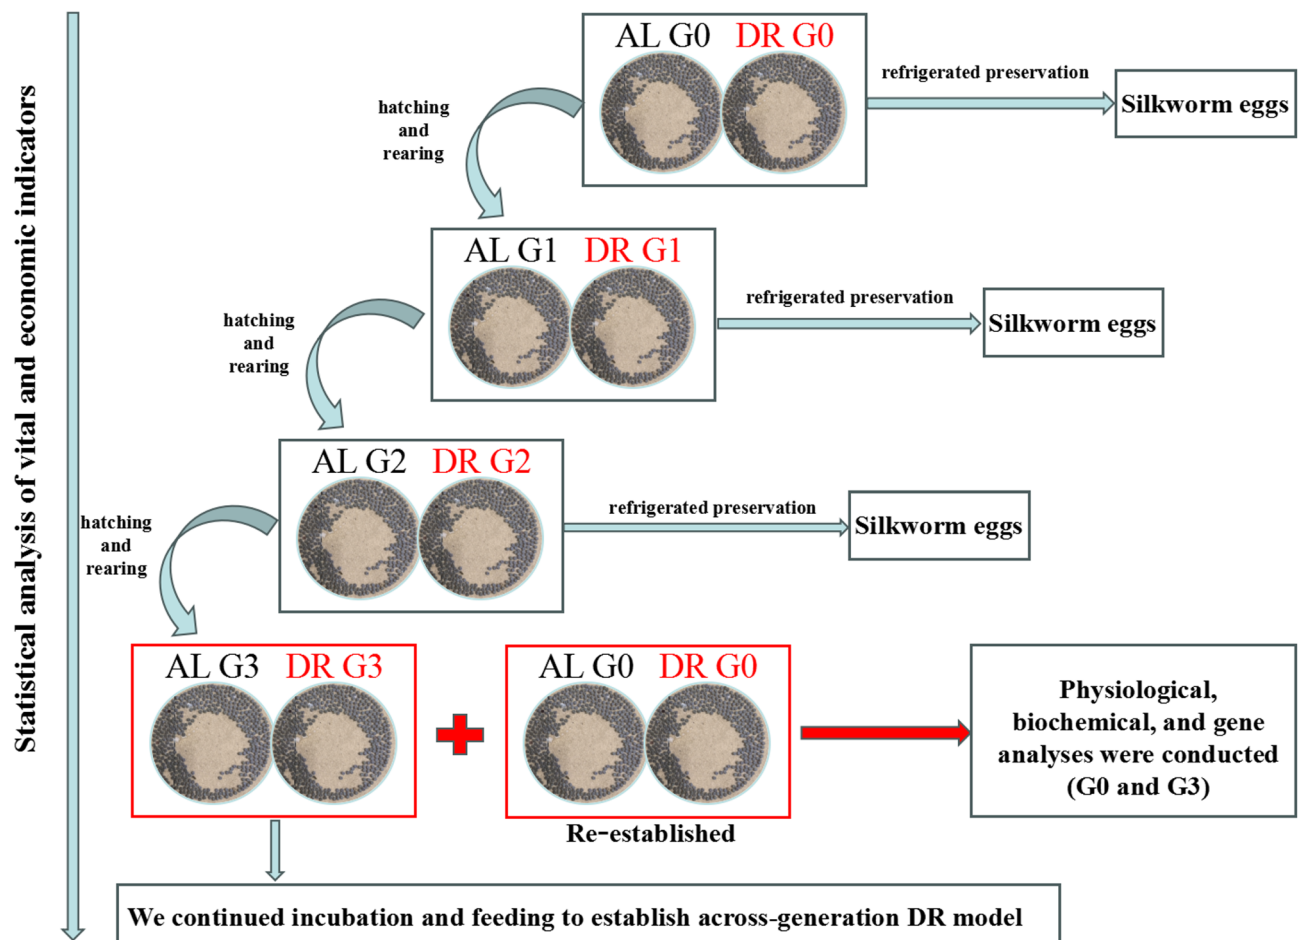 Statistical analysis of vital and economic indicators
AL G0 DR G0
refrigerated preservation
Silkworm eggs
hatching
and
rearing
AL G1 DR G1
refrigerated preservation
Silkworm eggs
hatching
and
rearing
AL G2 DR G2
refrigerated preservation
Silkworm eggs
hatching
and
rearing
AL G3 DR G3
AL G0 DR G0
Re-established
Physiological,
biochemical, and gene
analyses were conducted
(G0 and G3)
We continued incubation and feeding to establish across-generation DR model